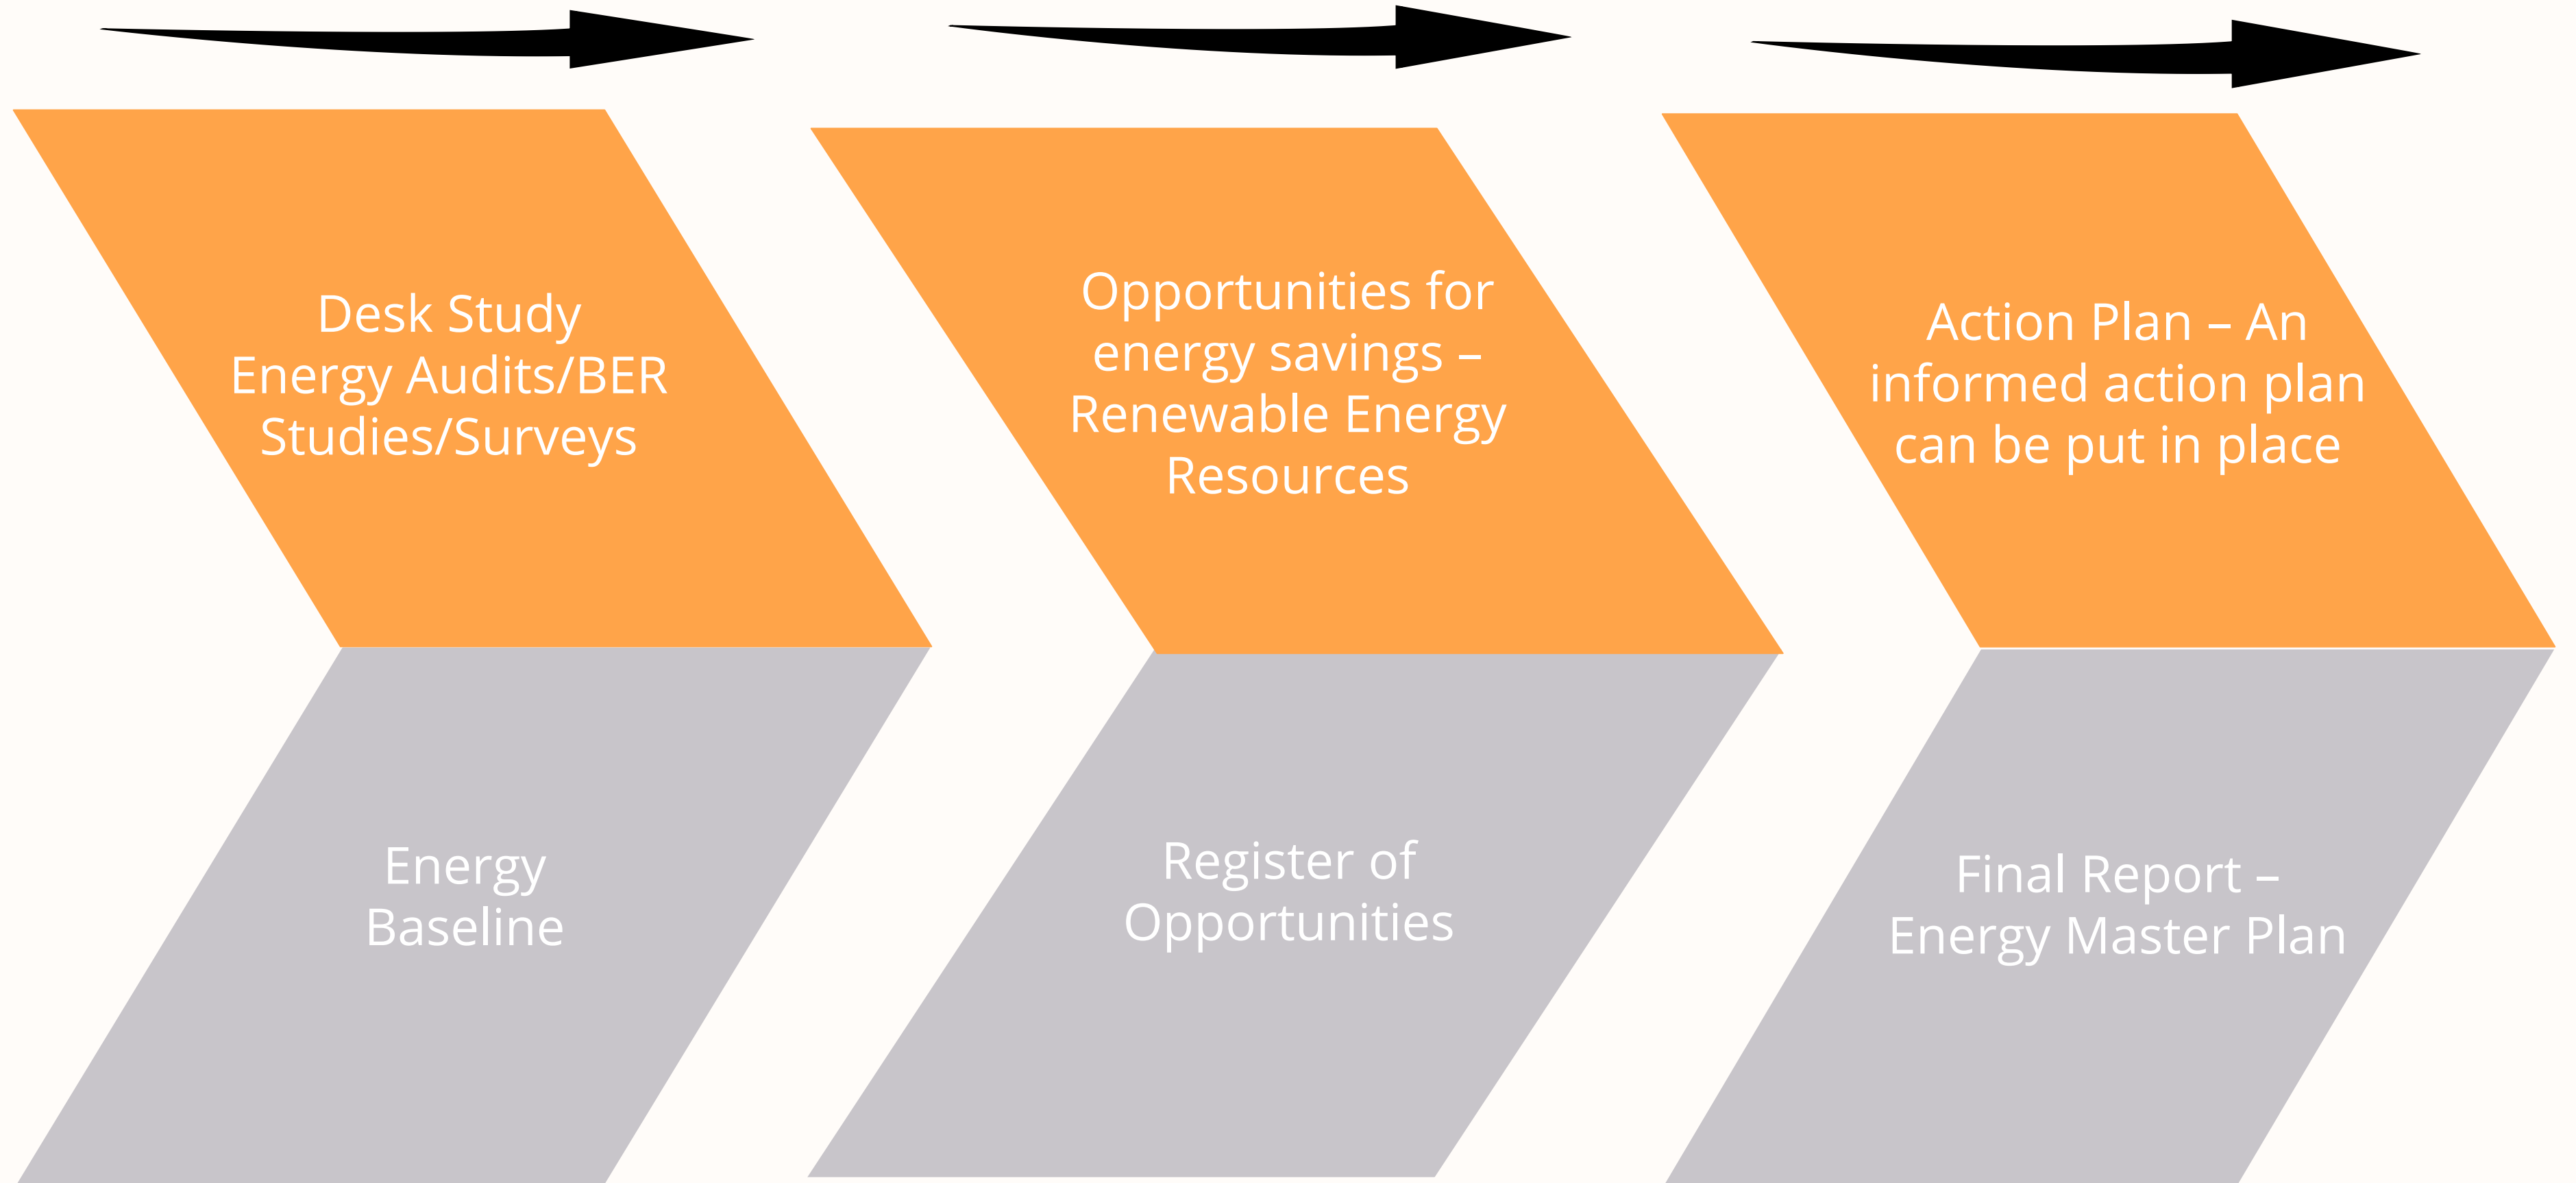 Desk Study
Energy Audits/BER
Studies/Surveys
Energy
Baseline
Opportunities for
energy savings –
Renewable Energy
Resources
Register of
Opportunities
Action Plan – An
informed action plan
can be put in place
Final Report –
Energy Master Plan